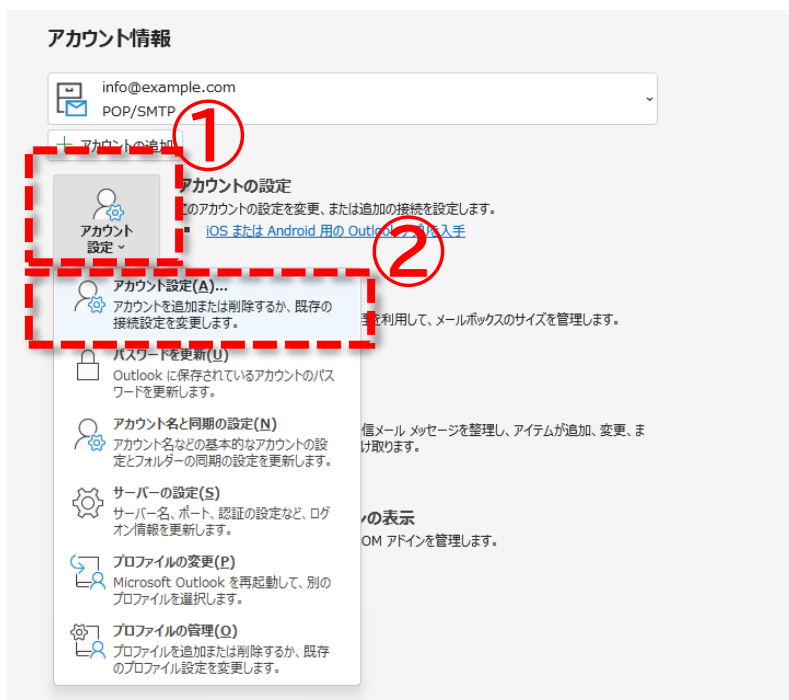 アカウント情報
info@example.com
POP/SMTP
アカウントの追加
①
アカウント
設定
アカウントの設定
このアカウントの設定を変更、または追加の接続を設定します。
iOS または Android 用の Outlook を入手
②
アカウント設定(A)...
アカウントを追加または削除するか、既存の
接続設定を変更します。
を利用して、メールボックスのサイズを管理します。
パスワードを更新(U)
Outlook に保存されているアカウントのパス
ワードを更新します。
アカウント名と同期の設定(N)
アカウント名などの基本的なアカウントの設
定とフォルダーの同期の設定を更新します。
信メール メッセージを整理し、アイテムが追加、変更、ま
け取ります。
サーバーの設定(S)
サーバー名、ポート、認証の設定など、ログ
オン情報を更新します。
ンの表示
OM アドインを管理します。
プロファイルの変更(P)
Microsoft Outlook を再起動して、別の
プロファイルを選択します。
プロファイルの管理(O)
プロファイルを追加または削除するか、既存
のプロファイル設定を変更します。